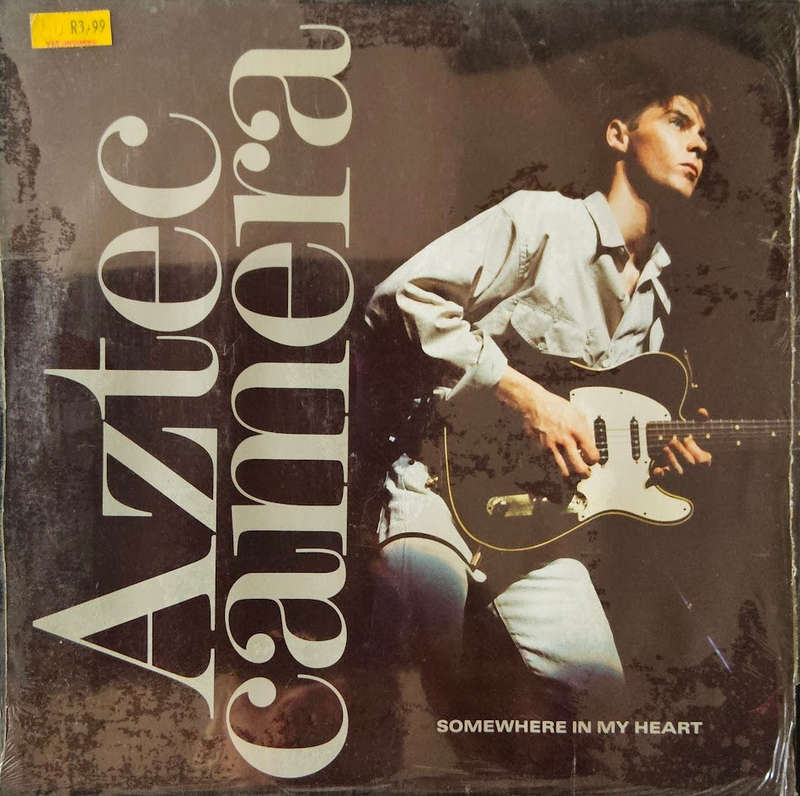 R3,99
Aztec
camera
SOMEWHERE IN MY HEART